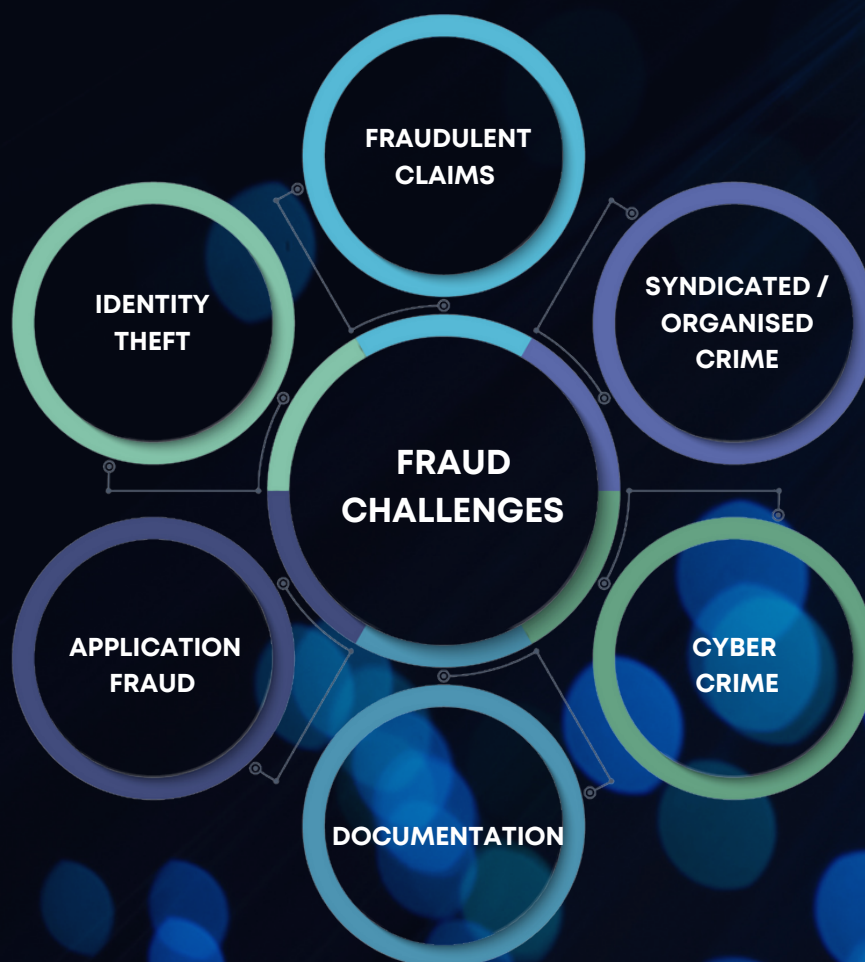 FRAUDULENT
CLAIMS
SYNDICATED /
ORGANISED
CRIME
IDENTITY
THEFT
FRAUD
CHALLENGES
APPLICATION
FRAUD
CYBER
CRIME
DOCUMENTATION